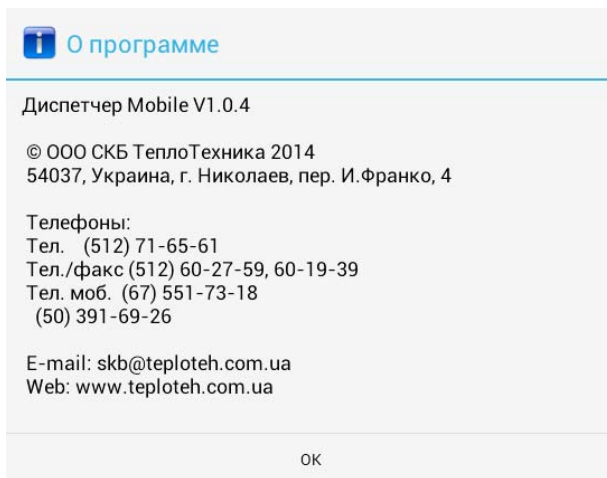 О программе
Диспетчер Mobile V1.0.4
© ООО СКБ ТеплоТехника 2014
54037, Украина, г. Николаев, пер. И.Франко, 4
Телефоны:
Тел. (512) 71-65-61
Тел./факс (512) 60-27-59, 60-19-39
Тел. моб. (67) 551-73-18
(50) 391-69-26
E-mail: skb@teploteh.com.ua
Web: www.teploteh.com.ua
ОК